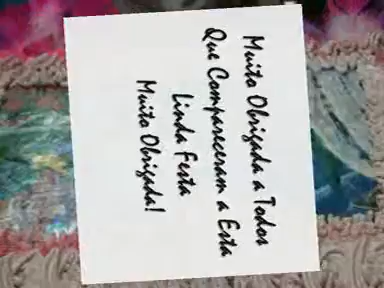 Muito Obrigada a Todos
Que Compareceram a Esta
Linda Festa
Muito Obrigada!